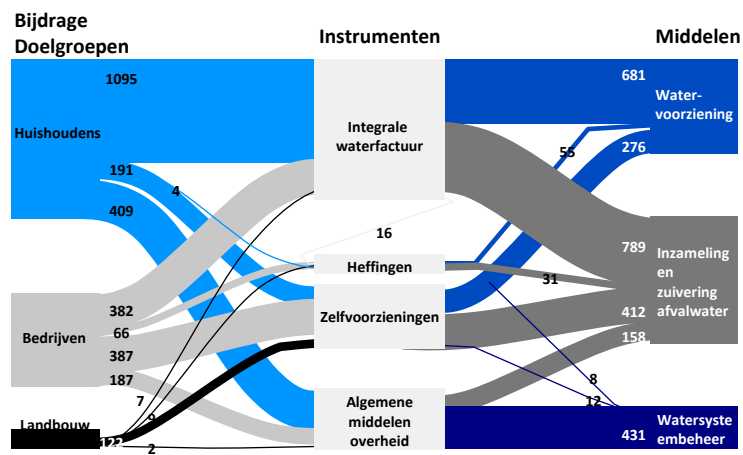 Bijdrage
Doelgroepen
Instrumenten
Middelen
1095
681
Water-
voorziening
Huishoudens
Integrale
waterfactuur
55
276
191
4
409
16
789
Inzameling
en
zuivering
afvalwater
Heffingen
31
382
Zelfvoorzieningen
412
66
Bedrijven
158
387
187
8
7
12
Algemene
middelen
overheid
Landbouw
122
2
431
Watersyste
embeheer